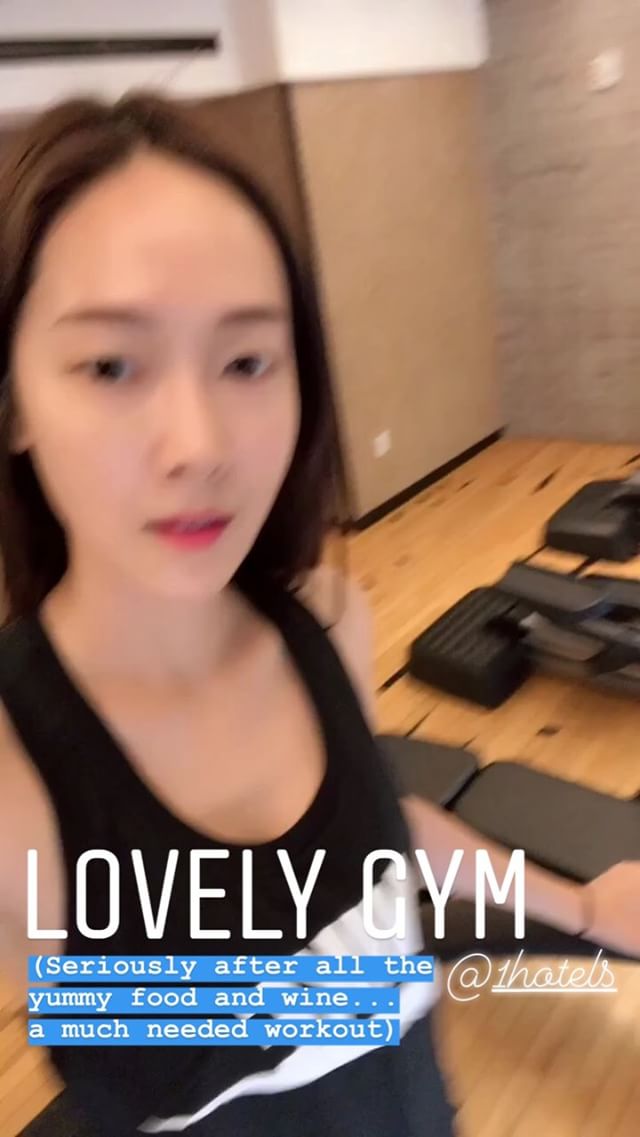 LOVELY GYM
(Seriously after all the
yummy food and wine...
a much needed workout)
@1hotels